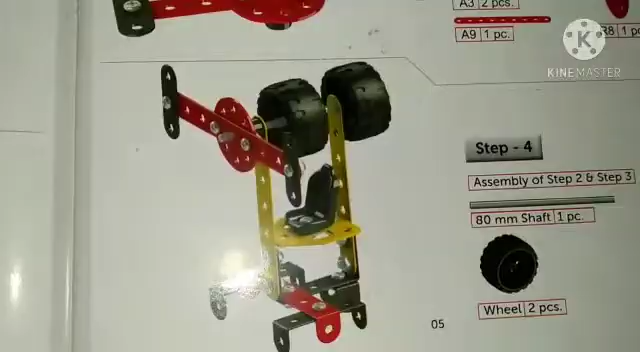 A3 2 pcs.
A9 1 pc.
R8 1 pc
K
KINEMASTER
Step - 4
Assembly of Step 2 & Step 3
80 mm Shaft 1 pc.
Wheel 2 pcs.
05